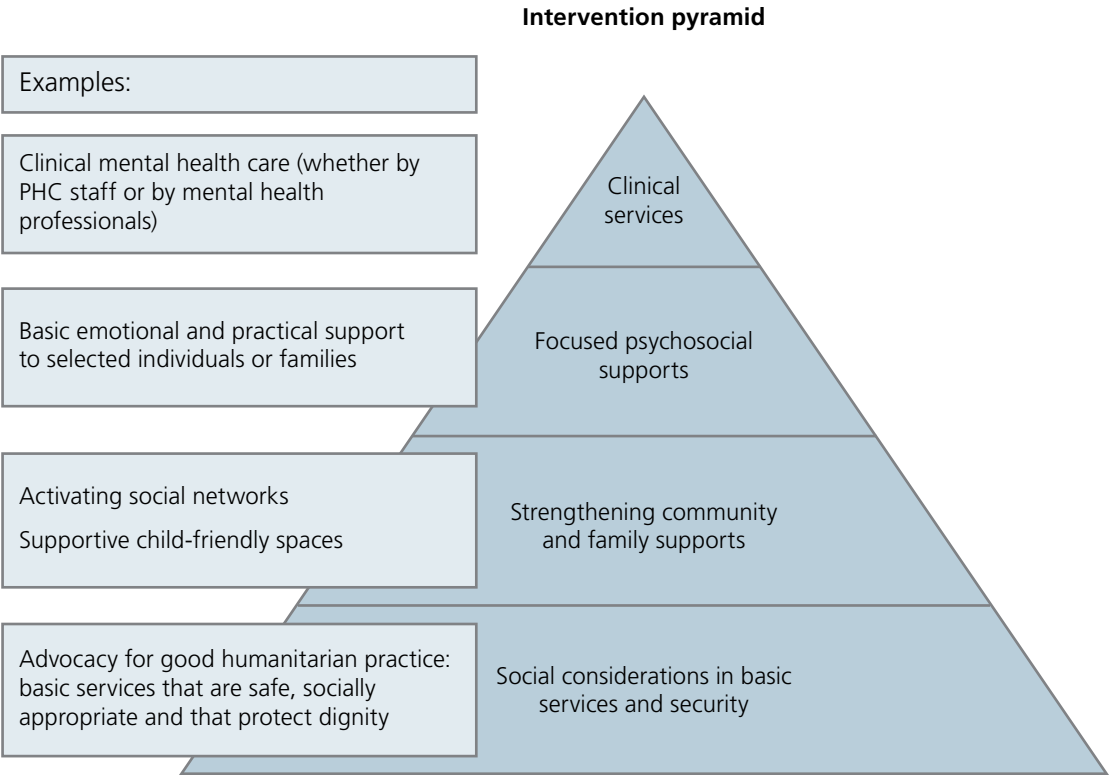 Intervention pyramid
Examples:
Clinical mental health care (whether by
PHC staff or by mental health
professionals)
Clinical
services
Basic emotional and practical support
to selected individuals or families
Focused psychosocial
supports
Activating social networks
Supportive child-friendly spaces
Strengthening community
and family supports
Advocacy for good humanitarian practice:
basic services that are safe, socially
appropriate and that protect dignity
Social considerations in basic
services and security